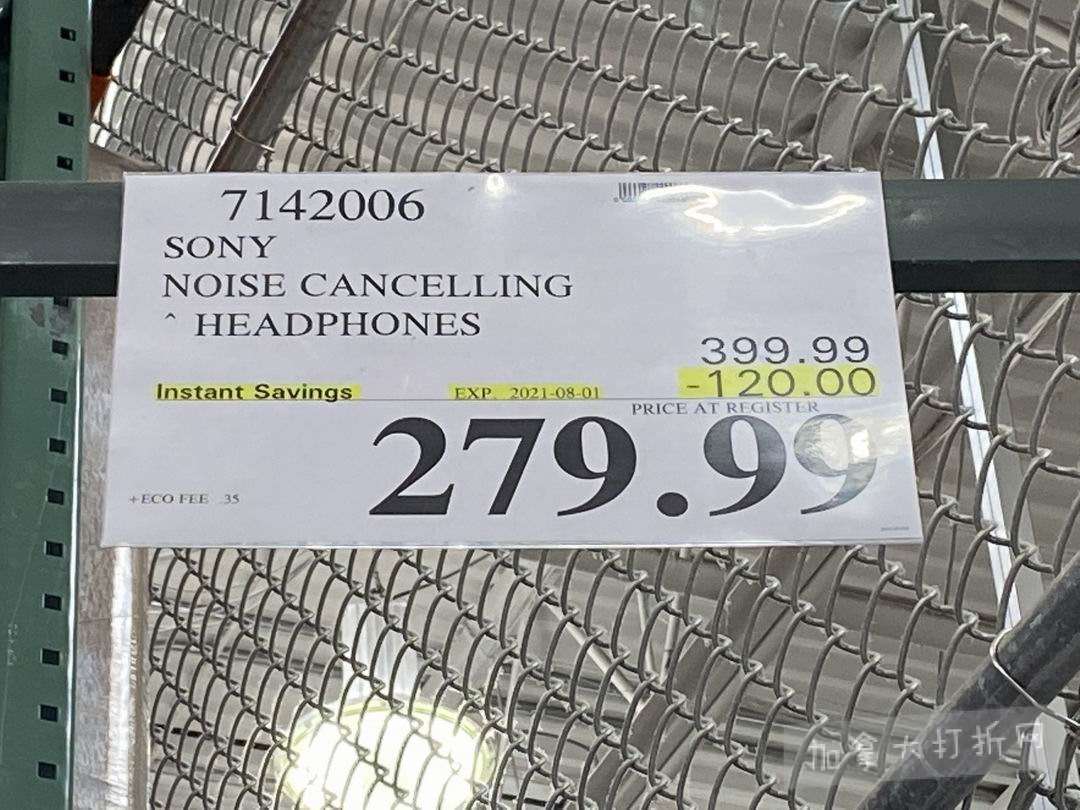 7142006
SONY
NOISE CANCELLING
^ HEADPHONES
399.99
Instant Savings EXP. 2021-08-01 -120.00
PRICE AT REGISTER
279.99
+ECO FEE .35
加拿大打折网